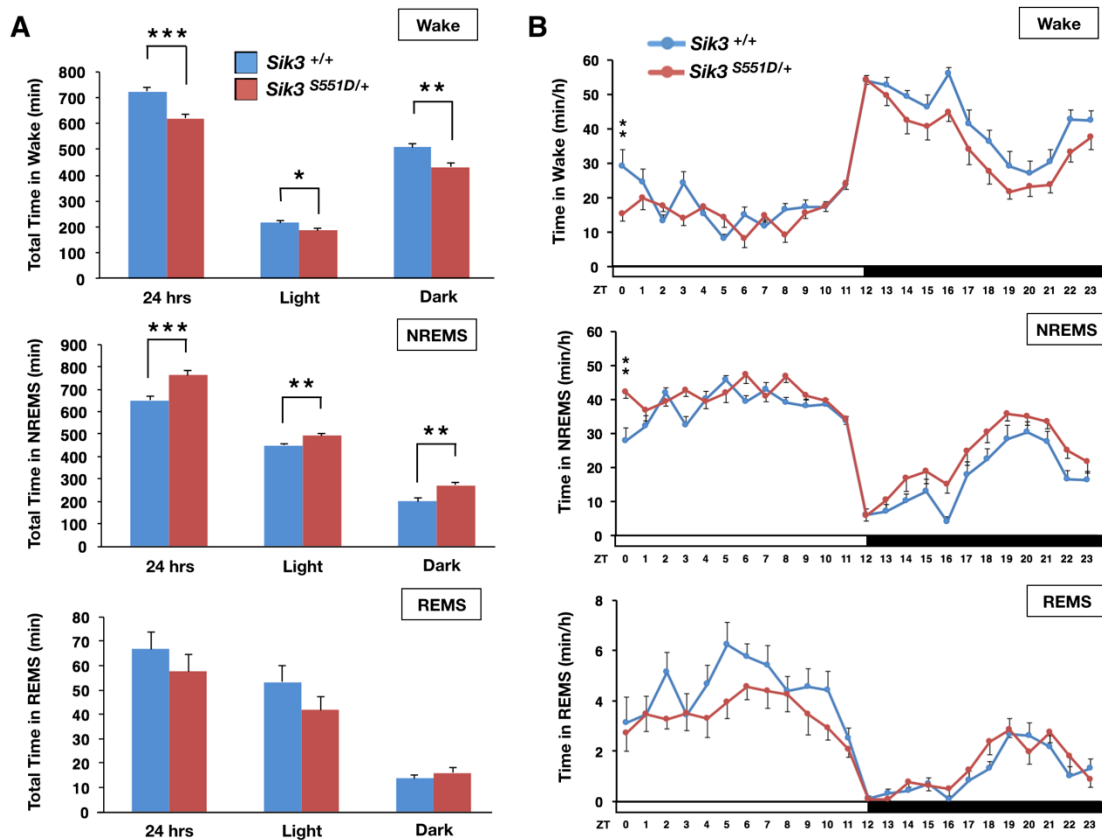 A
Wake
Sik3 +/+
Sik3 S551D/+
Total Time in Wake (min)
800
700
600
500
400
300
200
100
0
***
*
**
24 hrs
Light
Dark
NREMS
Total Time in NREMS (min)
900
800
700
600
500
400
300
200
100
0
***
**
**
24 hrs
Light
Dark
REMS
Total Time in REMS (min)
80
70
60
50
40
30
20
10
0
24 hrs
Light
Dark
B
Wake
Sik3 +/+
Sik3 S551D/+
Time in Wake (min/h)
60
50
40
30
20
10
0
**
ZT 0 1 2 3 4 5 6 7 8 9 10 11 12 13 14 15 16 17 18 19 20 21 22 23
NREMS
Time in NREMS (min/h)
60
50
40
30
20
10
0
**
ZT 0 1 2 3 4 5 6 7 8 9 10 11 12 13 14 15 16 17 18 19 20 21 22 23
REMS
Time in REMS (min/h)
8
6
4
2
0
ZT 0 1 2 3 4 5 6 7 8 9 10 11 12 13 14 15 16 17 18 19 20 21 22 23